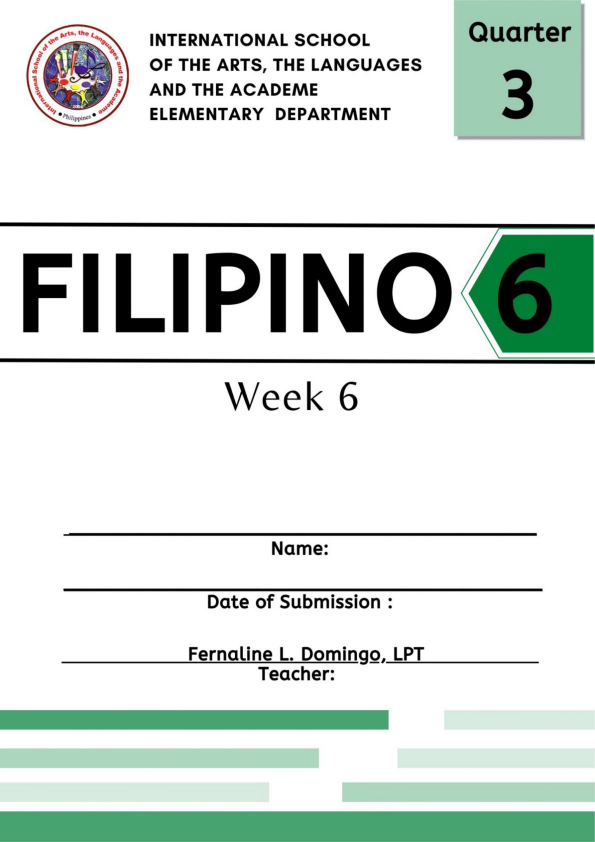 International School of the Arts, the Languages and the Academe
Philippines
INTERNATIONAL SCHOOL
OF THE ARTS, THE LANGUAGES
AND THE ACADEME
ELEMENTARY DEPARTMENT
Quarter
3
FILIPINO 6
Week 6
Name:
Date of Submission :
Fernaline L. Domingo, LPT
Teacher: